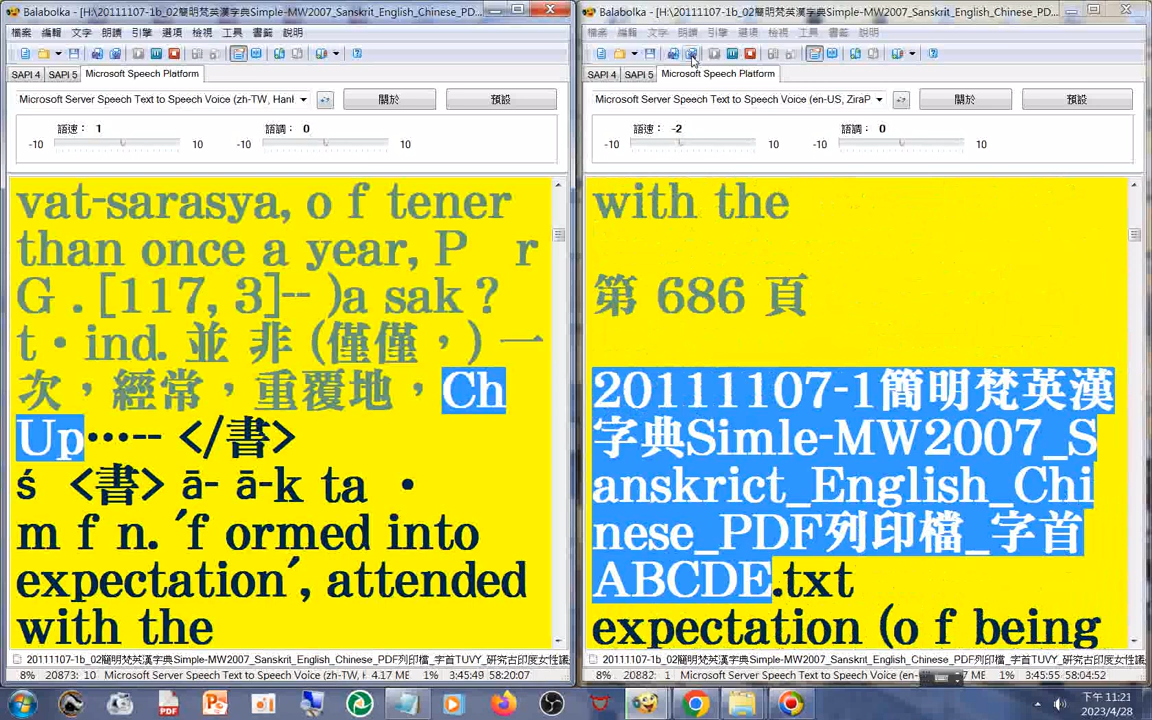 Balabolka - [H:\20111107-1b_02簡明梵英漢字典Simple-MW2007_Sanskrit_English_Chinese_PD...
檔案 編輯 文字 朗讀 引擎 選項 檢視 工具 書籤 說明
SAPI 4 SAPI 5 Microsoft Speech Platform
Microsoft Server Speech Text to Speech Voice (zh-TW, Hanl
關於
預設
語速： 1
語調： 0
-10 10 -10 10
vat-sarasya, o f tener
than once a year, P r
G . [117, 3]-- )a sak ?
t • ind. 並 非 (僅僅，) 一
次，經常，重覆地，Ch
Up…-- </書>
ś <書> ā- ā-k ta •
m f n. ′f ormed into
expectation′, attended
with the
20111107-1b_02簡明梵英漢字典Simple-MW2007_Sanskrit_English_Chinese_PDF列印檔_字首TUVY_研究古印度女性議
8% 20873: 10 Microsoft Server Speech Text to Speech Voice (zh-TW, H 4.17 ME 1% 3:45:49 58:20:07
Balabolka - [H:\20111107-1b_02簡明梵英漢字典Simple-MW2007_Sanskrit_English_Chinese_PD...
檔案 編輯 文字 朗讀 引擎 選項 檢視 工具 書籤 說明
SAPI 4 SAPI 5 Microsoft Speech Platform
Microsoft Server Speech Text to Speech Voice (en-US, ZiraP
關於
預設
語速： -2
語調： 0
-10 10 -10 10
with the
第 686 頁
20111107-1簡明梵英漢
字典Simle-MW2007_S
anskrict_English_Chi
nese_PDF列印檔_字首
ABCDE.txt
expectation (o f being
20111107-1b_02簡明梵英漢字典Simple-MW2007_Sanskrit_English_Chinese_PDF列印檔_字首TUVY_研究古印度女性議
8% 20882: 1 Microsoft Server Speech Text to Speech Voice (en-US, Z 4.17 ME 1% 3:45:55 58:04:52
下午 11:21
2023/4/28